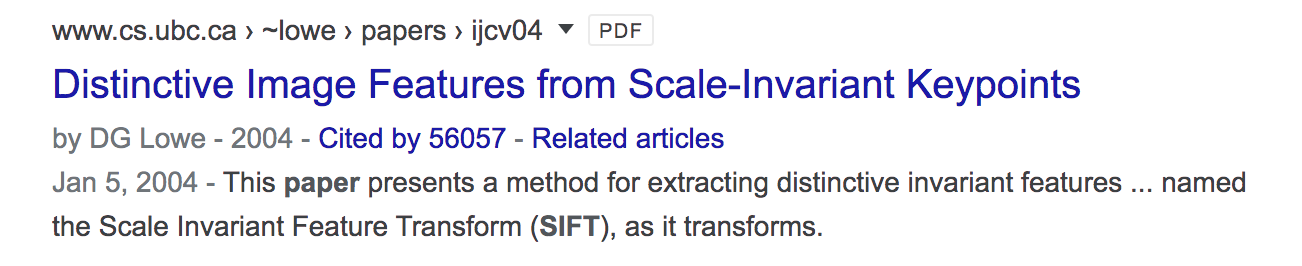 www.cs.ubc.ca › ~lowe › papers › ijcv04 ▼ PDF
Distinctive Image Features from Scale-Invariant Keypoints
by DG Lowe - 2004 - Cited by 56057 - Related articles
Jan 5, 2004 - This paper presents a method for extracting distinctive invariant features ... named
the Scale Invariant Feature Transform (SIFT), as it transforms.